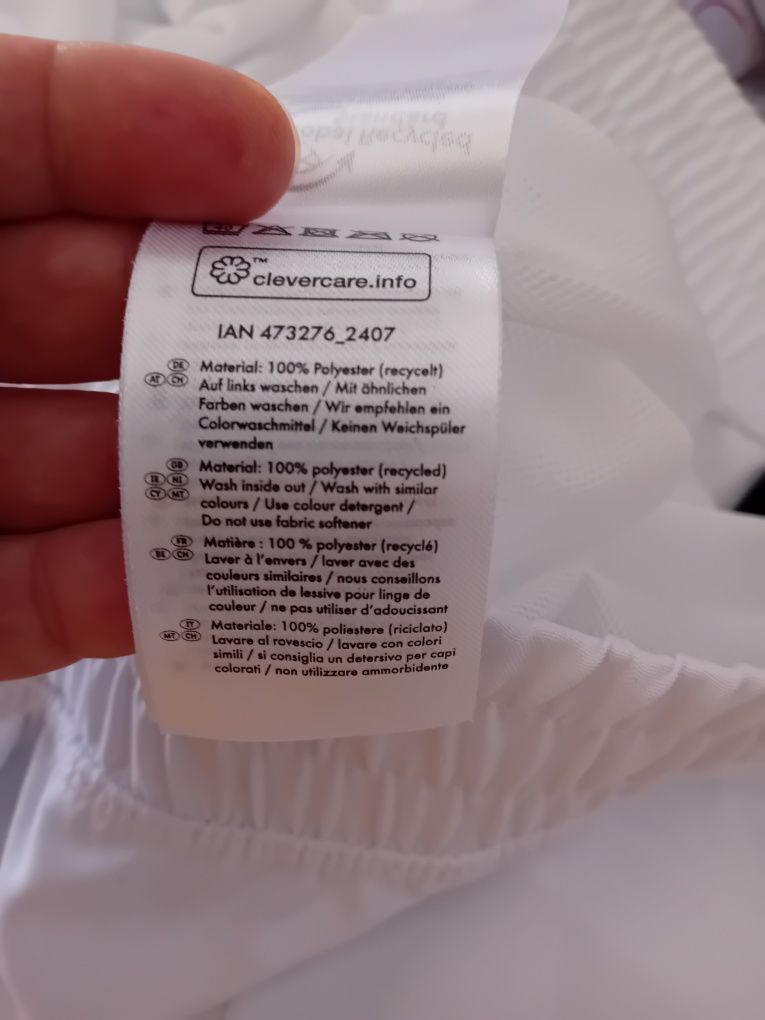 Standard
Global Recycled
clevercare.info™
IAN 473276_2407
DE AT CH Material: 100% Polyester (recycelt)
Auf links waschen / Mit ähnlichen
Farben waschen / Wir empfehlen ein
Colorwaschmittel / Keinen Weichspüler
verwenden
GB IE NI CY MT Material: 100% polyester (recycled)
Wash inside out / Wash with similar
colours / Use colour detergent /
Do not use fabric softener
FR BE CH Matière : 100 % polyester (recyclé)
Laver à l'envers / laver avec des
couleurs similaires / nous conseillons
l'utilisation de lessive pour linge de
couleur / ne pas utiliser d'adoucissant
IT MT CH Materiale: 100% poliestere (riciclato)
Lavare al rovescio / lavare con colori
simili / si consiglia un detersivo per capi
colorati / non utilizzare ammorbidente